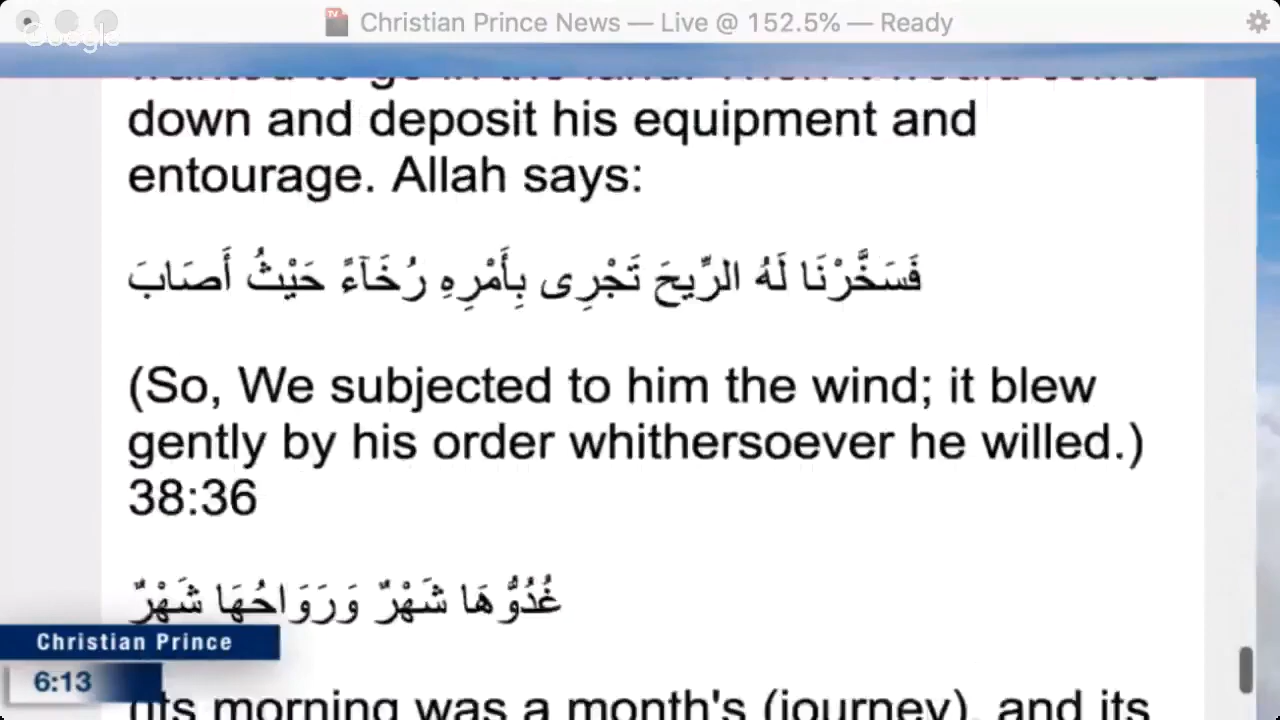 Christian Prince News — Live @ 152.5% — Ready
Google
down and deposit his equipment and
entourage. Allah says:
فَسَخَّرْنَا لَهُ الرِّيحَ تَجْرِى بِأَمْرِهِ رُخَآءً حَيْثُ أَصَابَ
(So, We subjected to him the wind; it blew
gently by his order whithersoever he willed.)
38:36
غُدُوُّهَا شَهْرٌ وَرَوَاحُهَا شَهْرٌ
Christian Prince
6:13
(Its morning was a month's (journey), and its